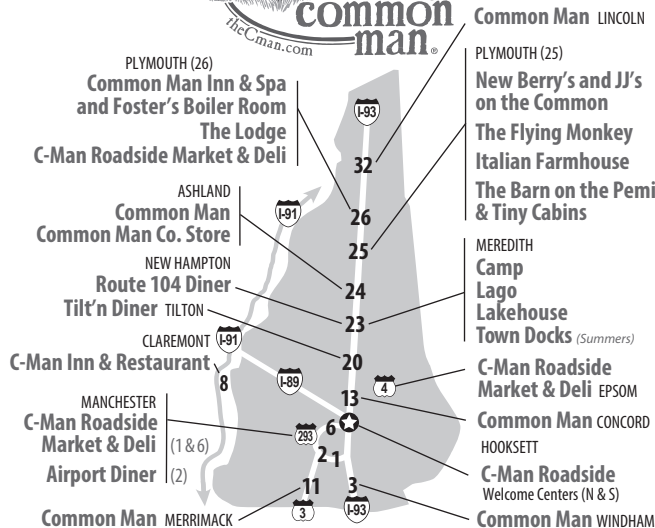 common
man®
theCman.com
Common Man LINCOLN
PLYMOUTH (26)
Common Man Inn & Spa
and Foster's Boiler Room
The Lodge
C-Man Roadside Market & Deli
PLYMOUTH (25)
New Berry's and JJ's
on the Common
The Flying Monkey
Italian Farmhouse
The Barn on the Pemi
& Tiny Cabins
ASHLAND
Common Man
Common Man Co. Store
NEW HAMPTON
Route 104 Diner
Tilt'n Diner TILTON
MEREDITH
Camp
Lago
Lakehouse
Town Docks (Summers)
CLAREMONT
C-Man Inn & Restaurant
C-Man Roadside
Market & Deli EPSOM
Common Man CONCORD
MANCHESTER
C-Man Roadside
Market & Deli (1 & 6)
Airport Diner (2)
HOOKSETT
C-Man Roadside
Welcome Centers (N & S)
Common Man MERRIMACK
Common Man WINDHAM
I-93
32
26
I-91
25
24
23
I-91
20
8
I-89
4
13
6
293
2
1
11
3
3
I-93